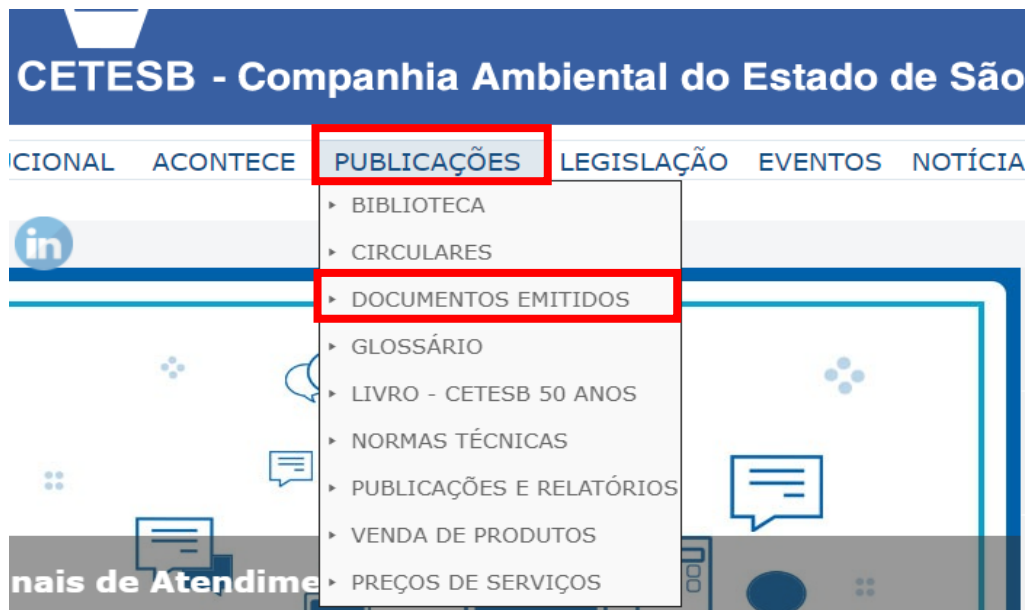 CETESB - Companhia Ambiental do Estado de São
CIONAL ACONTECE PUBLICAÇÕES LEGISLAÇÃO EVENTOS NOTÍCIA
BIBLIOTECA
in
CIRCULARES
DOCUMENTOS EMITIDOS
GLOSSÁRIO
LIVRO - CETESB 50 ANOS
NORMAS TÉCNICAS
PUBLICAÇÕES E RELATÓRIOS
VENDA DE PRODUTOS
nais de Atendime
PREÇOS DE SERVIÇOS